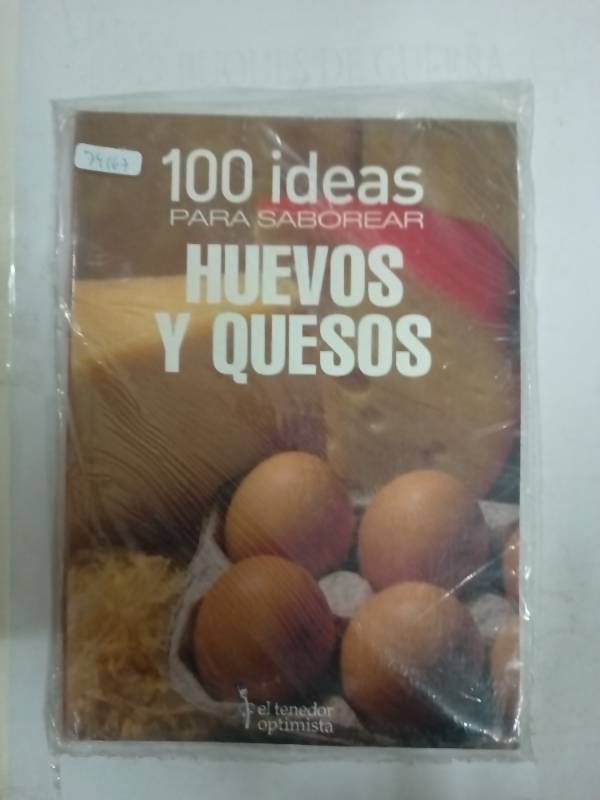 100 ideas
PARA SABOREAR
HUEVOS
Y QUESOS
el tenedor
optimista